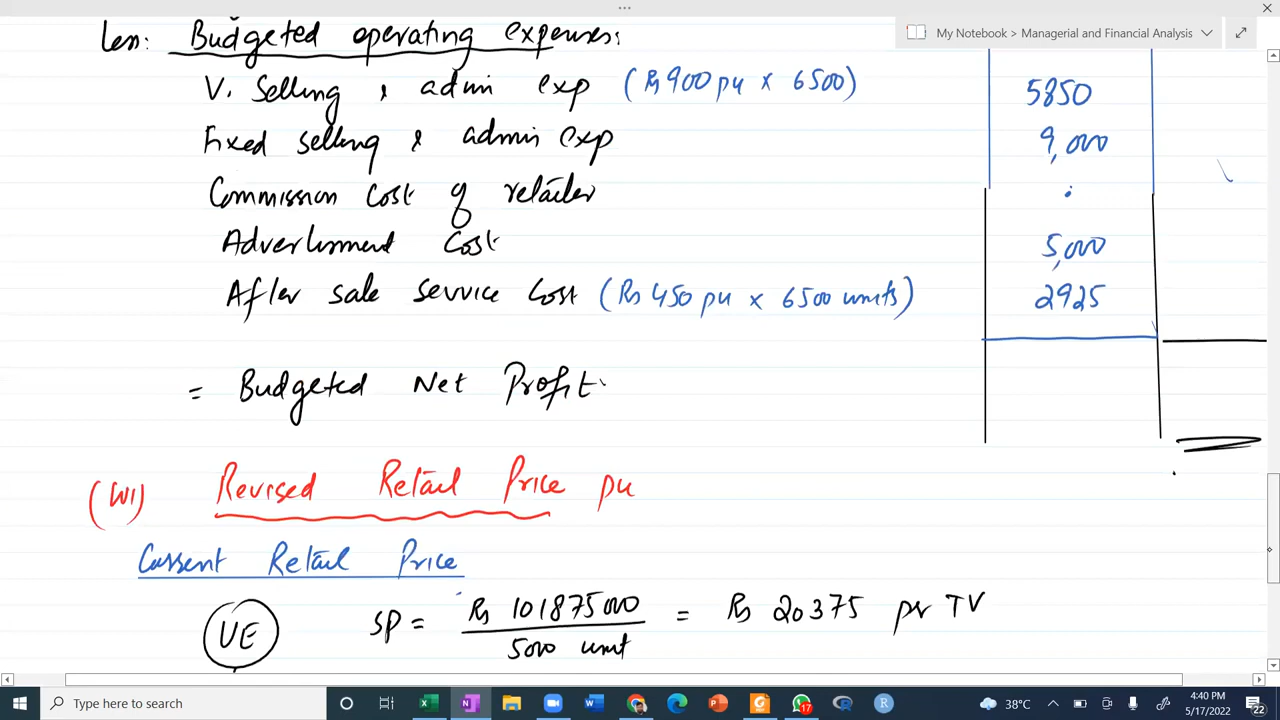 My Notebook > Managerial and Financial Analysis
Less: Budgeted operating expenses:
V. Selling & admin exp (Rs 900 pu × 6500) 5850
Fixed selling & admin exp 9,000
Commission Cost of retailer
Advertisment Cost 5,000
After sale service Cost (Rs 450 pu × 6500 units) 2925
= Budgeted Net Profit
(W1) Revised Retail Price pu
Current Retail Price
VE SP = Rs 101875000 = Rs 20375 per TV
5000 unit
Type here to search
38°C
4:40 PM
5/17/2022
17
22